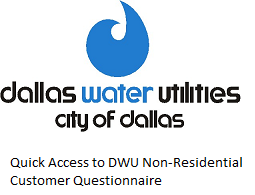 dallas water utilities
city of dallas
Quick Access to DWU Non-Residential
Customer Questionnaire